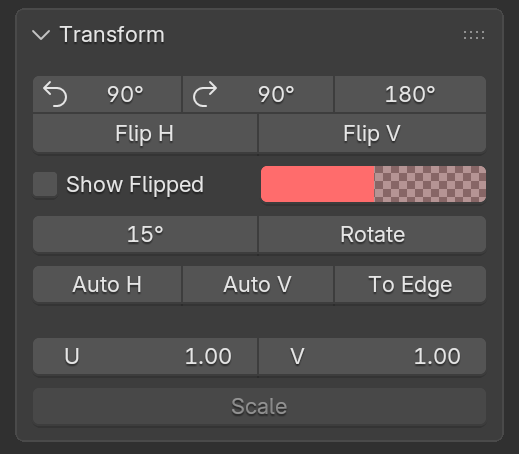 Transform
90° 90° 180°
Flip H Flip V
Show Flipped
15° Rotate
Auto H Auto V To Edge
U 1.00 V 1.00
Scale